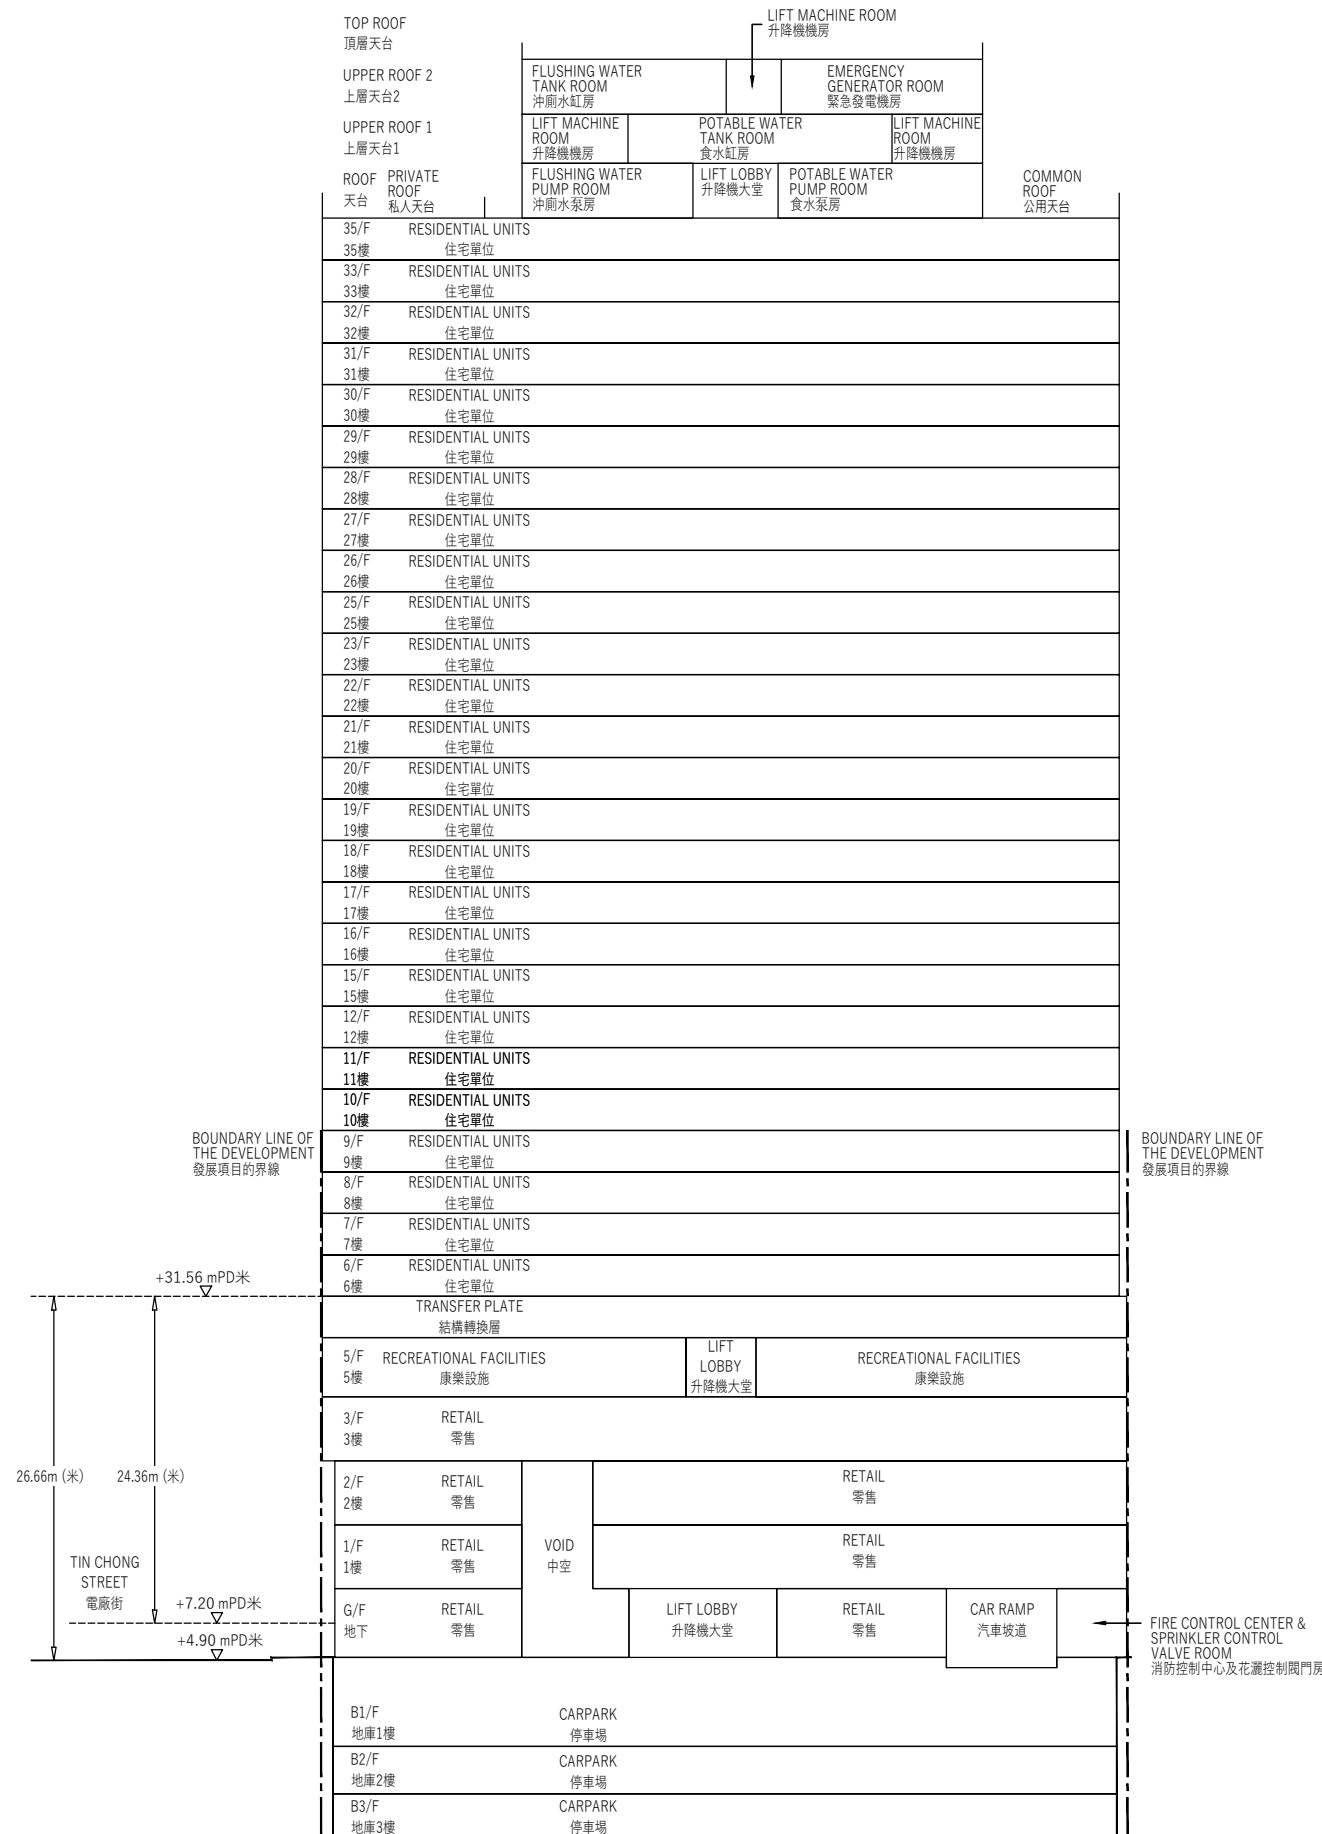 TOP ROOF
頂層天台
LIFT MACHINE ROOM
升降機機房
UPPER ROOF 2
上層天台2
FLUSHING WATER
TANK ROOM
沖廁水缸房
EMERGENCY
GENERATOR ROOM
緊急發電機房
UPPER ROOF 1
上層天台1
LIFT MACHINE
ROOM
升降機機房
POTABLE WATER
TANK ROOM
食水缸房
LIFT MACHINE
ROOM
升降機機房
ROOF
天台
PRIVATE
ROOF
私人天台
FLUSHING WATER
PUMP ROOM
沖廁水泵房
LIFT LOBBY
升降機大堂
POTABLE WATER
PUMP ROOM
食水泵房
COMMON
ROOF
公用天台
35/F RESIDENTIAL UNITS
35樓 住宅單位
33/F RESIDENTIAL UNITS
33樓 住宅單位
32/F RESIDENTIAL UNITS
32樓 住宅單位
31/F RESIDENTIAL UNITS
31樓 住宅單位
30/F RESIDENTIAL UNITS
30樓 住宅單位
29/F RESIDENTIAL UNITS
29樓 住宅單位
28/F RESIDENTIAL UNITS
28樓 住宅單位
27/F RESIDENTIAL UNITS
27樓 住宅單位
26/F RESIDENTIAL UNITS
26樓 住宅單位
25/F RESIDENTIAL UNITS
25樓 住宅單位
23/F RESIDENTIAL UNITS
23樓 住宅單位
22/F RESIDENTIAL UNITS
22樓 住宅單位
21/F RESIDENTIAL UNITS
21樓 住宅單位
20/F RESIDENTIAL UNITS
20樓 住宅單位
19/F RESIDENTIAL UNITS
19樓 住宅單位
18/F RESIDENTIAL UNITS
18樓 住宅單位
17/F RESIDENTIAL UNITS
17樓 住宅單位
16/F RESIDENTIAL UNITS
16樓 住宅單位
15/F RESIDENTIAL UNITS
15樓 住宅單位
12/F RESIDENTIAL UNITS
12樓 住宅單位
11/F RESIDENTIAL UNITS
11樓 住宅單位
10/F RESIDENTIAL UNITS
10樓 住宅單位
BOUNDARY LINE OF
THE DEVELOPMENT
發展項目的界線
9/F RESIDENTIAL UNITS
9樓 住宅單位
BOUNDARY LINE OF
THE DEVELOPMENT
發展項目的界線
8/F RESIDENTIAL UNITS
8樓 住宅單位
7/F RESIDENTIAL UNITS
7樓 住宅單位
6/F RESIDENTIAL UNITS
6樓 住宅單位
+31.56 mPD米
TRANSFER PLATE
結構轉換層
5/F RECREATIONAL FACILITIES
5樓 康樂設施
LIFT
LOBBY
升降機大堂
RECREATIONAL FACILITIES
康樂設施
3/F RETAIL
3樓 零售
26.66m (米) 24.36m (米)
2/F RETAIL
2樓 零售
RETAIL
零售
1/F RETAIL
1樓 零售
VOID
中空
RETAIL
零售
TIN CHONG
STREET
電廠街
+7.20 mPD米
+4.90 mPD米
G/F RETAIL
地下 零售
LIFT LOBBY
升降機大堂
RETAIL
零售
CAR RAMP
汽車坡道
FIRE CONTROL CENTER &
SPRINKLER CONTROL
VALVE ROOM
消防控制中心及花灑控制閥門房
B1/F CARPARK
地庫1樓 停車場
B2/F CARPARK
地庫2樓 停車場
B3/F CARPARK
地庫3樓 停車場